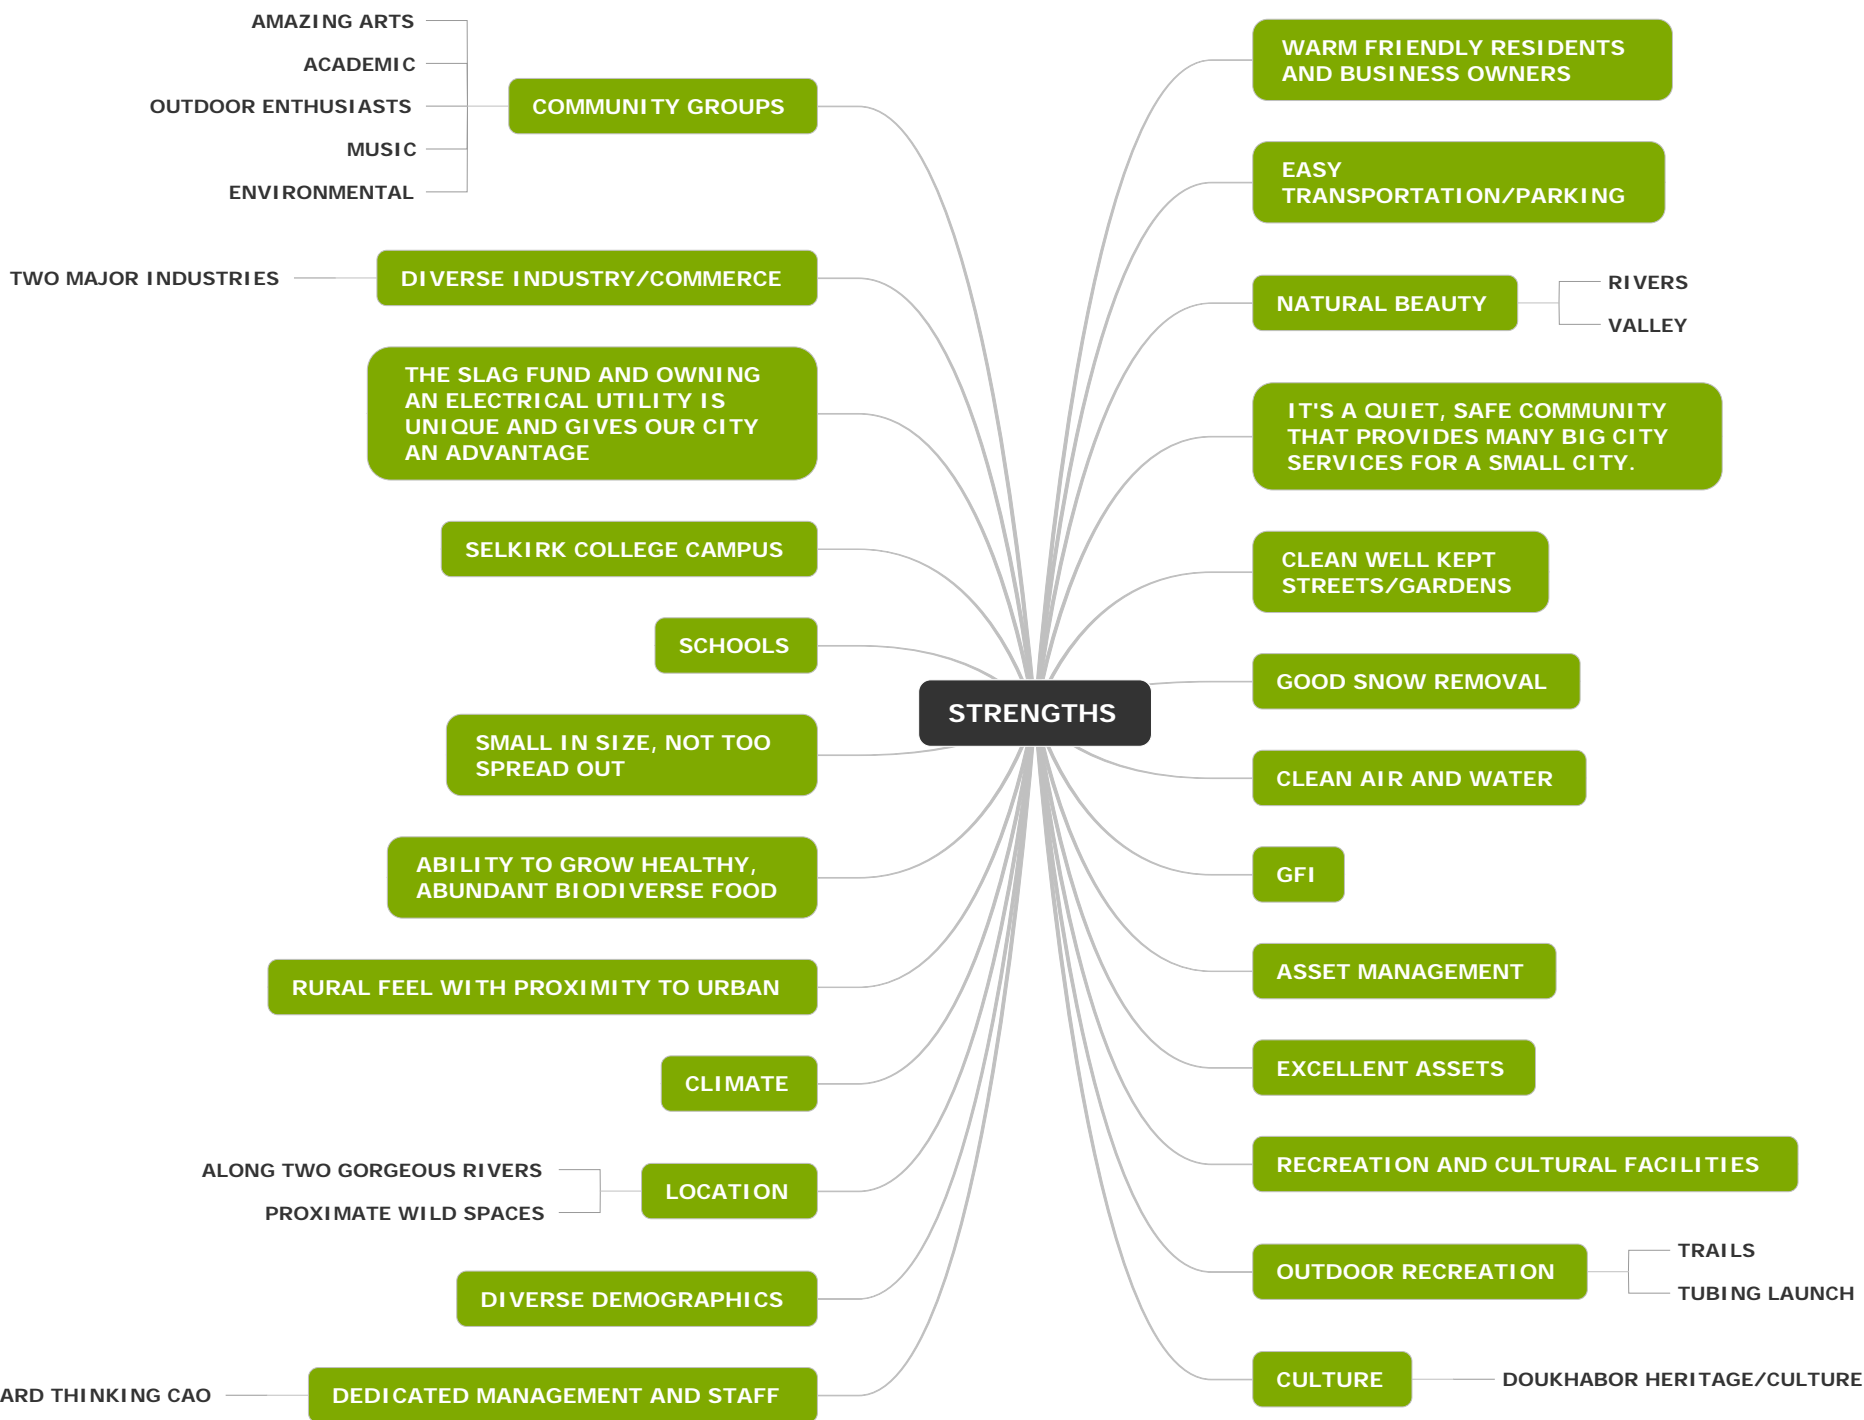 STRENGTHS
WARM FRIENDLY RESIDENTS
AND BUSINESS OWNERS
EASY
TRANSPORTATION/PARKING
NATURAL BEAUTY
RIVERS
VALLEY
IT'S A QUIET, SAFE COMMUNITY
THAT PROVIDES MANY BIG CITY
SERVICES FOR A SMALL CITY.
CLEAN WELL KEPT
STREETS/GARDENS
GOOD SNOW REMOVAL
CLEAN AIR AND WATER
GFI
ASSET MANAGEMENT
EXCELLENT ASSETS
RECREATION AND CULTURAL FACILITIES
OUTDOOR RECREATION
TRAILS
TUBING LAUNCH
CULTURE
DOUKHABOR HERITAGE/CULTURE
COMMUNITY GROUPS
AMAZING ARTS
ACADEMIC
OUTDOOR ENTHUSIASTS
MUSIC
ENVIRONMENTAL
DIVERSE INDUSTRY/COMMERCE
TWO MAJOR INDUSTRIES
THE SLAG FUND AND OWNING
AN ELECTRICAL UTILITY IS
UNIQUE AND GIVES OUR CITY
AN ADVANTAGE
SELKIRK COLLEGE CAMPUS
SCHOOLS
SMALL IN SIZE, NOT TOO
SPREAD OUT
ABILITY TO GROW HEALTHY,
ABUNDANT BIODIVERSE FOOD
RURAL FEEL WITH PROXIMITY TO URBAN
CLIMATE
LOCATION
ALONG TWO GORGEOUS RIVERS
PROXIMATE WILD SPACES
DIVERSE DEMOGRAPHICS
DEDICATED MANAGEMENT AND STAFF
ARD THINKING CAO